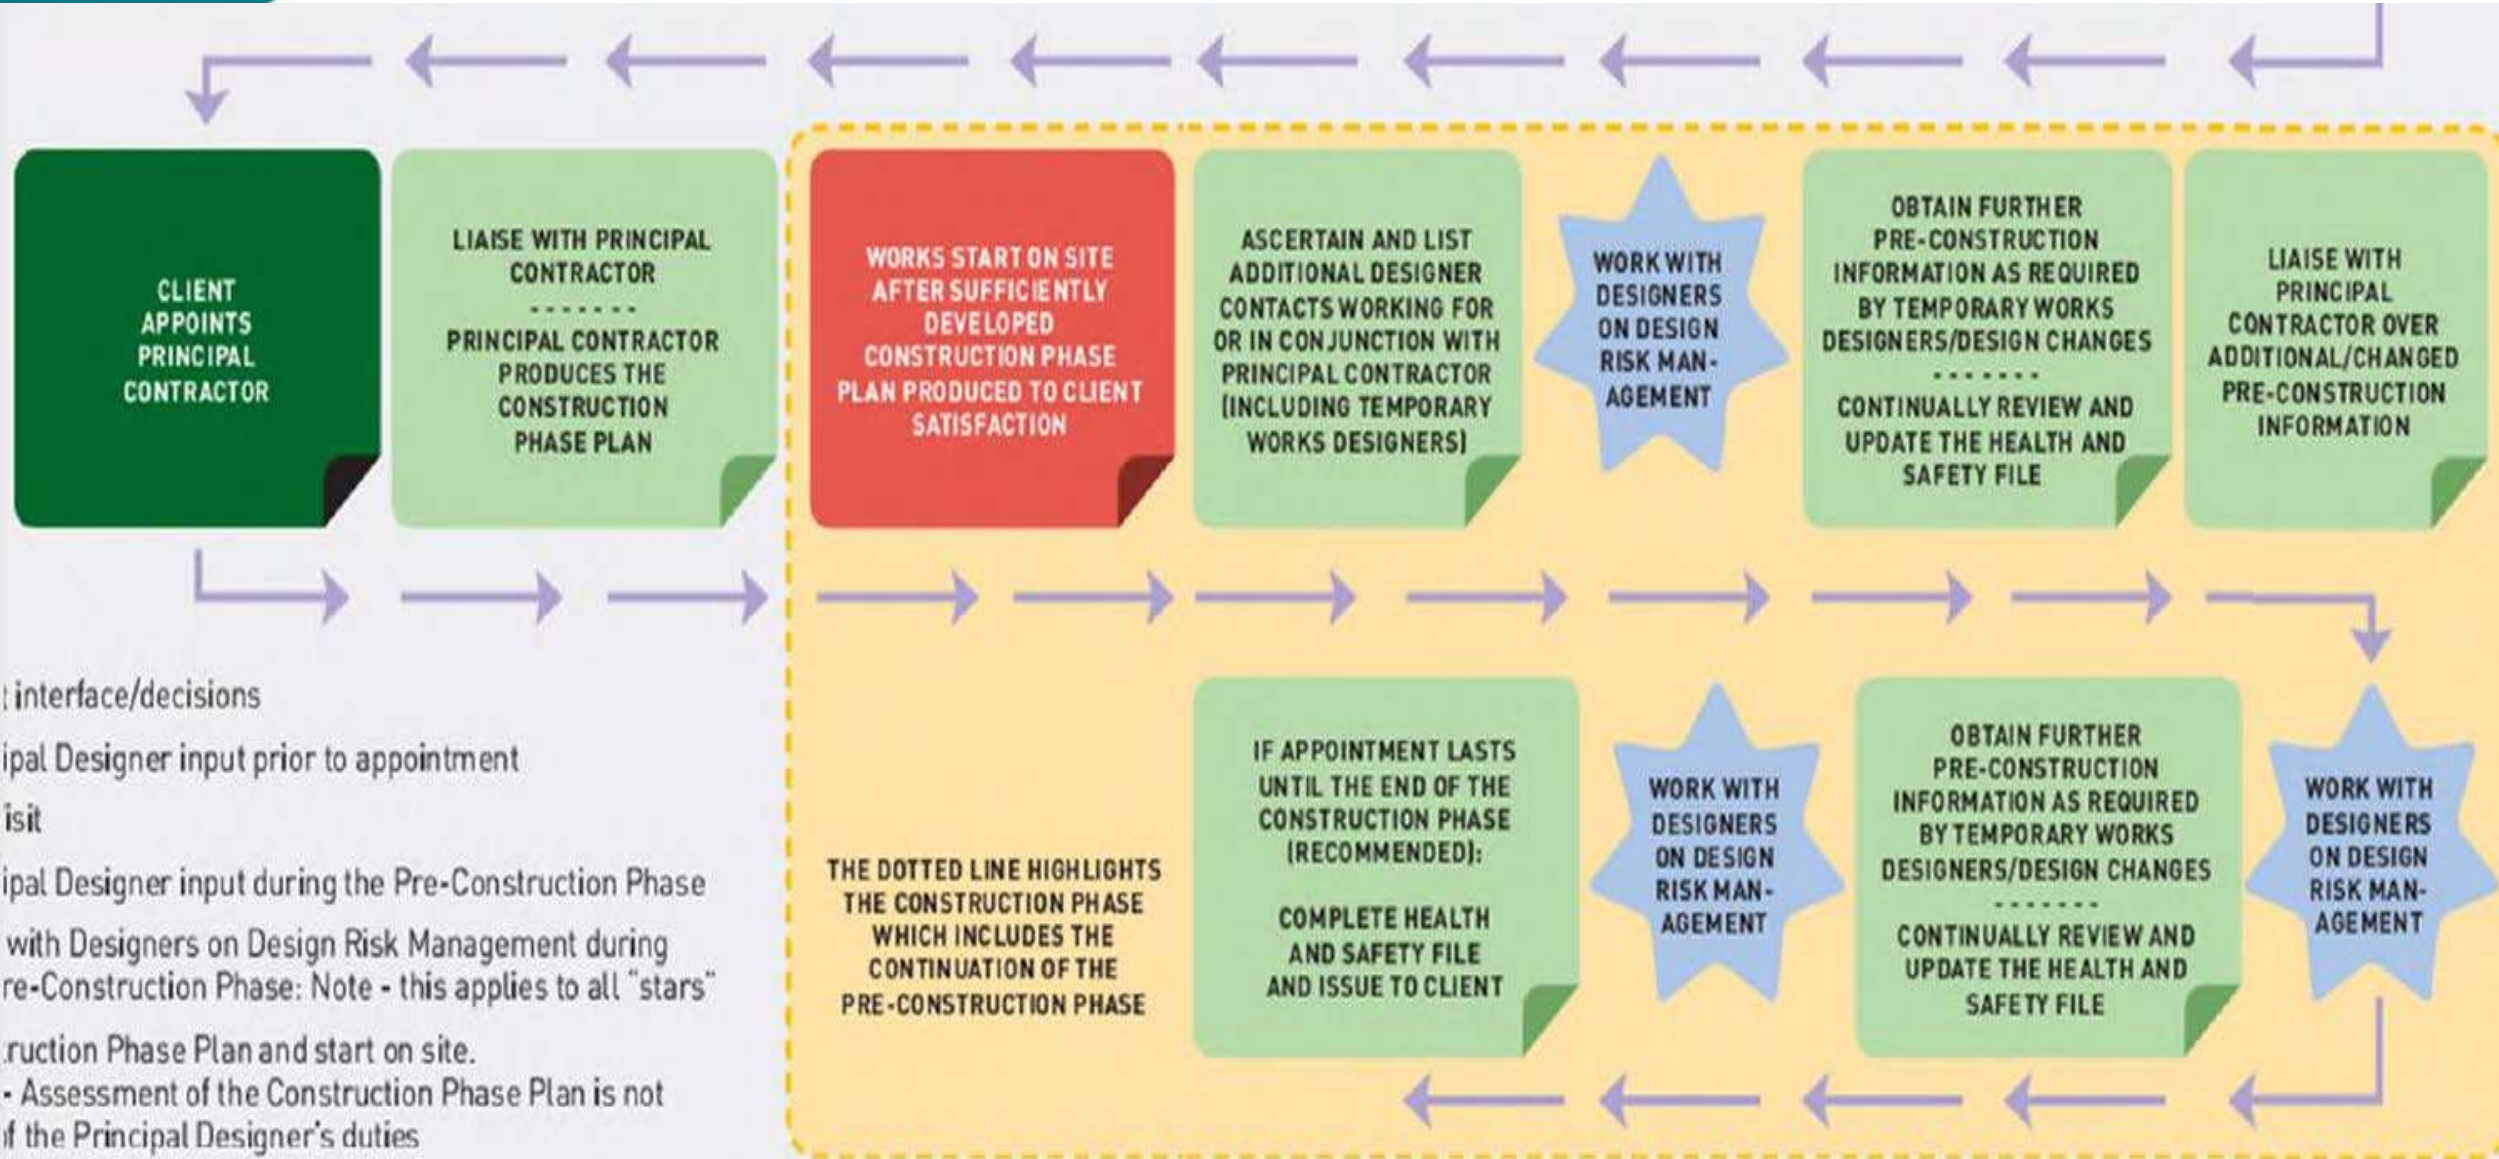 CLIENT
APPOINTS
PRINCIPAL
CONTRACTOR
LIAISE WITH PRINCIPAL
CONTRACTOR
-------
PRINCIPAL CONTRACTOR
PRODUCES THE
CONSTRUCTION
PHASE PLAN
WORKS START ON SITE
AFTER SUFFICIENTLY
DEVELOPED
CONSTRUCTION PHASE
PLAN PRODUCED TO CLIENT
SATISFACTION
ASCERTAIN AND LIST
ADDITIONAL DESIGNER
CONTACTS WORKING FOR
OR IN CONJUNCTION WITH
PRINCIPAL CONTRACTOR
(INCLUDING TEMPORARY
WORKS DESIGNERS)
WORK WITH
DESIGNERS
ON DESIGN
RISK MAN-
AGEMENT
OBTAIN FURTHER
PRE-CONSTRUCTION
INFORMATION AS REQUIRED
BY TEMPORARY WORKS
DESIGNERS/DESIGN CHANGES
-------
CONTINUALLY REVIEW AND
UPDATE THE HEALTH AND
SAFETY FILE
LIAISE WITH
PRINCIPAL
CONTRACTOR OVER
ADDITIONAL/CHANGED
PRE-CONSTRUCTION
INFORMATION
interface/decisions
ipal Designer input prior to appointment
isit
ipal Designer input during the Pre-Construction Phase
with Designers on Design Risk Management during
re-Construction Phase: Note - this applies to all "stars"
ruction Phase Plan and start on site.
- Assessment of the Construction Phase Plan is not
f the Principal Designer's duties
THE DOTTED LINE HIGHLIGHTS
THE CONSTRUCTION PHASE
WHICH INCLUDES THE
CONTINUATION OF THE
PRE-CONSTRUCTION PHASE
IF APPOINTMENT LASTS
UNTIL THE END OF THE
CONSTRUCTION PHASE
(RECOMMENDED):
COMPLETE HEALTH
AND SAFETY FILE
AND ISSUE TO CLIENT
WORK WITH
DESIGNERS
ON DESIGN
RISK MAN-
AGEMENT
OBTAIN FURTHER
PRE-CONSTRUCTION
INFORMATION AS REQUIRED
BY TEMPORARY WORKS
DESIGNERS/DESIGN CHANGES
-------
CONTINUALLY REVIEW AND
UPDATE THE HEALTH AND
SAFETY FILE
WORK WITH
DESIGNERS
ON DESIGN
RISK MAN-
AGEMENT